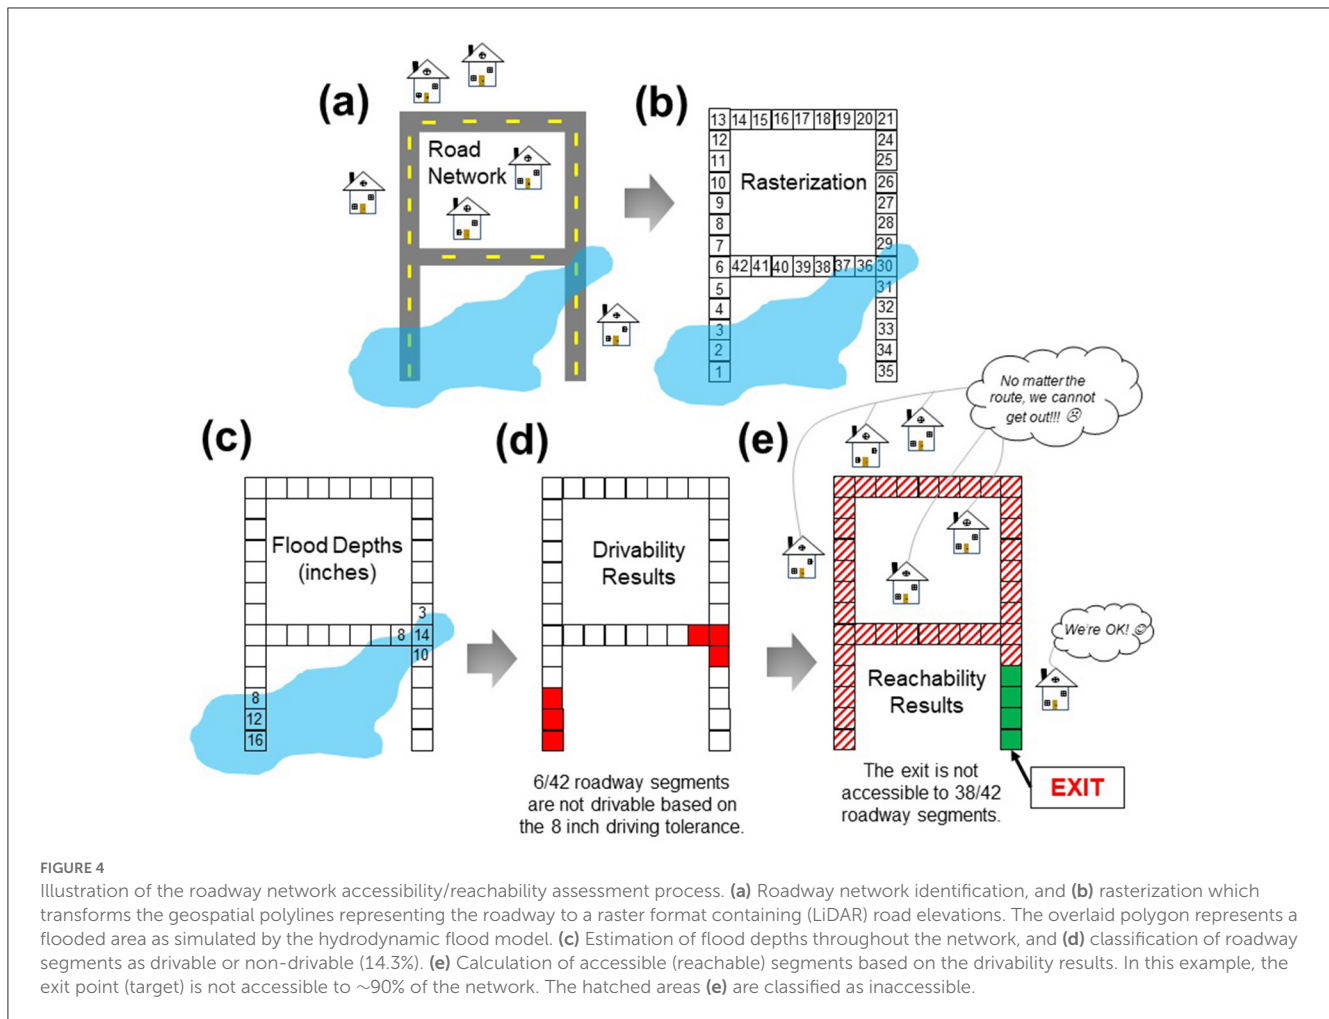 (a)
Road
Network
(b)
13 14 15 16 17 18 19 20 21
12 24
11 25
10 Rasterization 26
9 27
8 28
7 29
6 42 41 40 39 38 37 36 30
5 31
4 32
3 33
2 34
1 35
No matter the
route, we cannot
get out!!! ☹
(c)
Flood Depths
(inches)
3
8 14
10
8
12
16
(d)
Drivability
Results
6/42 roadway segments
are not drivable based on
the 8 inch driving tolerance.
(e)
We're OK! ☺
Reachability
Results
The exit is not
accessible to 38/42
roadway segments.
EXIT
FIGURE 4
Illustration of the roadway network accessibility/reachability assessment process. (a) Roadway network identification, and (b) rasterization which
transforms the geospatial polylines representing the roadway to a raster format containing (LiDAR) road elevations. The overlaid polygon represents a
flooded area as simulated by the hydrodynamic flood model. (c) Estimation of flood depths throughout the network, and (d) classification of roadway
segments as drivable or non-drivable (14.3%). (e) Calculation of accessible (reachable) segments based on the drivability results. In this example, the
exit point (target) is not accessible to ~90% of the network. The hatched areas (e) are classified as inaccessible.